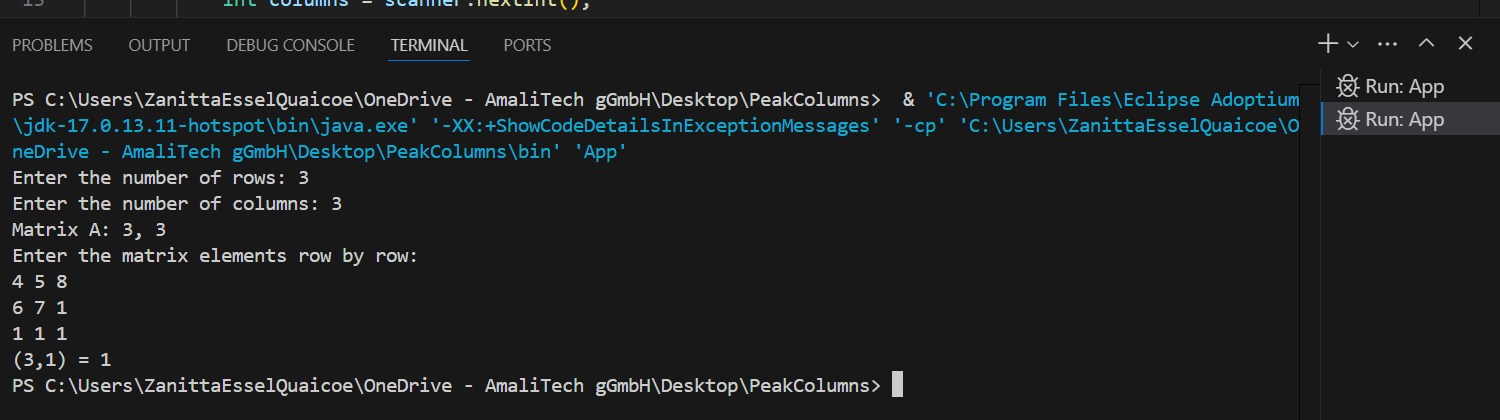 13 int columns = scanner.nextInt();
PROBLEMS OUTPUT DEBUG CONSOLE TERMINAL PORTS
PS C:\Users\ZanittaEsselQuaicoe\OneDrive - AmaliTech gGmbH\Desktop\PeakColumns>  & 'C:\Program Files\Eclipse Adoptium
\jdk-17.0.13.11-hotspot\bin\java.exe' '-XX:+ShowCodeDetailsInExceptionMessages' '-cp' 'C:\Users\ZanittaEsselQuaicoe\O
neDrive - AmaliTech gGmbH\Desktop\PeakColumns\bin' 'App'
Enter the number of rows: 3
Enter the number of columns: 3
Matrix A: 3, 3
Enter the matrix elements row by row:
4 5 8
6 7 1
1 1 1
(3,1) = 1
PS C:\Users\ZanittaEsselQuaicoe\OneDrive - AmaliTech gGmbH\Desktop\PeakColumns>
Run: App
Run: App